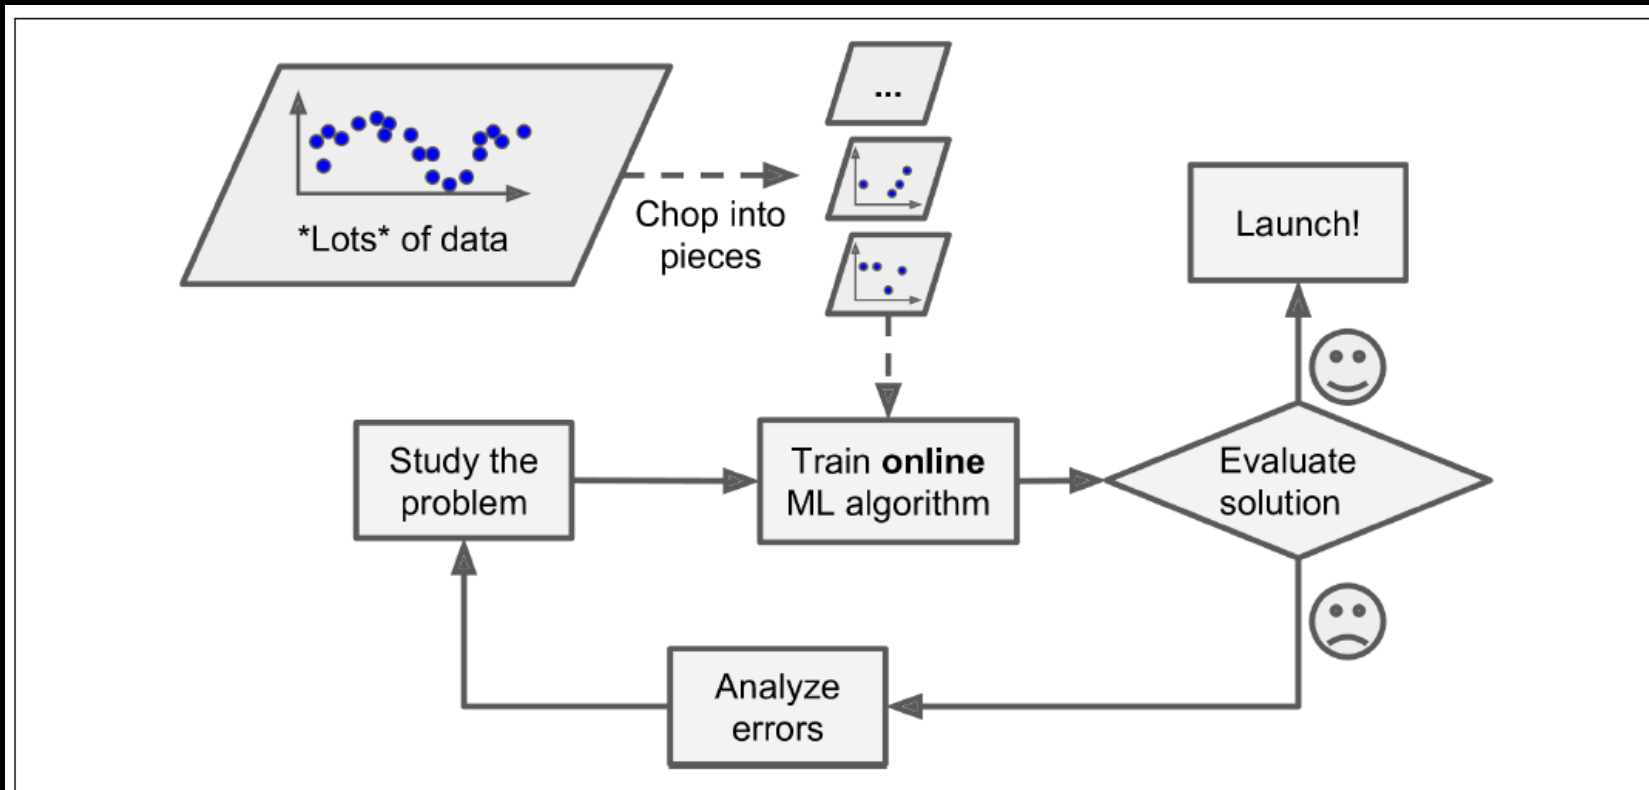 ...
*Lots* of data
Chop into
pieces
Launch!
Study the
problem
Train online
ML algorithm
Evaluate
solution
Analyze
errors